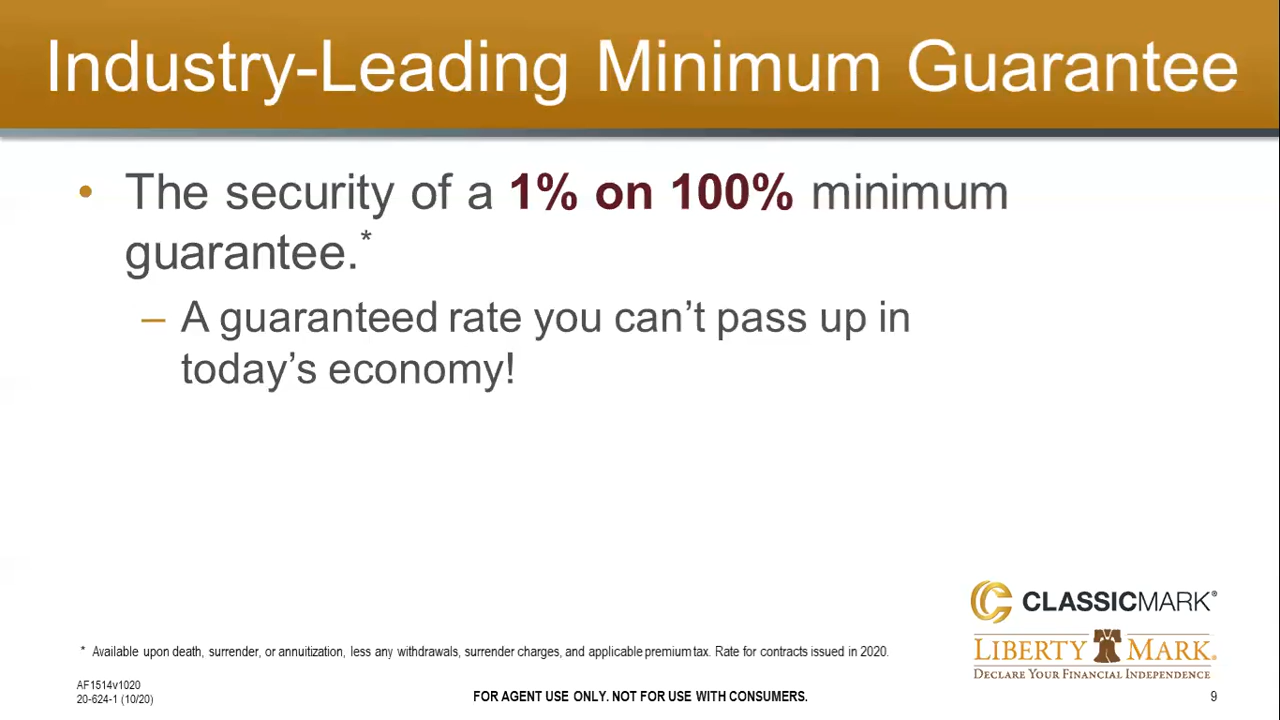 Industry-Leading Minimum Guarantee
• The security of a 1% on 100% minimum
guarantee.*
– A guaranteed rate you can’t pass up in
today’s economy!
CLASSICMARK®
* Available upon death, surrender, or annuitization, less any withdrawals, surrender charges, and applicable premium tax. Rate for contracts issued in 2020.
LIBERTY MARK®
DECLARE YOUR FINANCIAL INDEPENDENCE
AF1514v1020
20-624-1 (10/20)
FOR AGENT USE ONLY. NOT FOR USE WITH CONSUMERS.
9